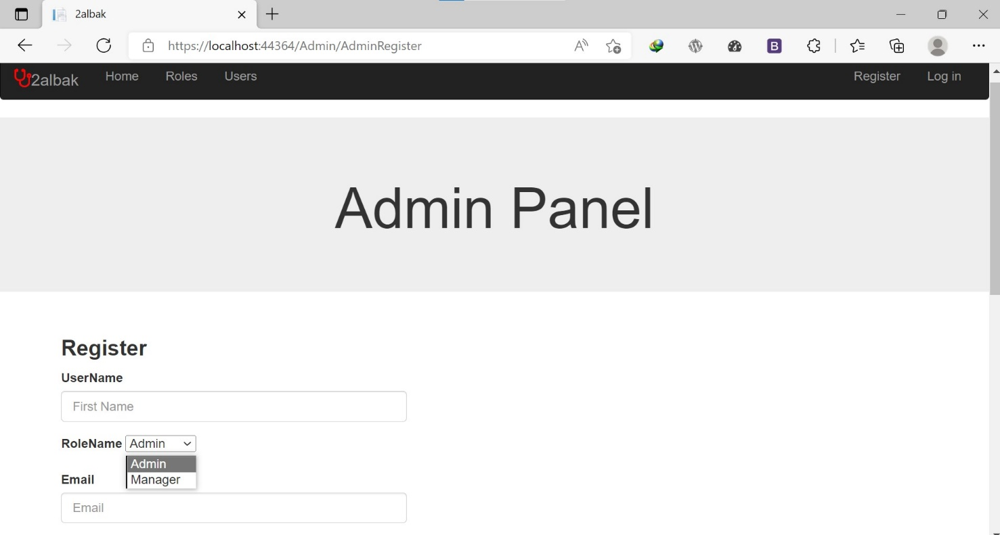 2albak
https://localhost:44364/Admin/AdminRegister
2albak Home Roles Users Register Log in
Admin Panel
Register
UserName
First Name
RoleName Admin
Admin
Manager
Email
Email